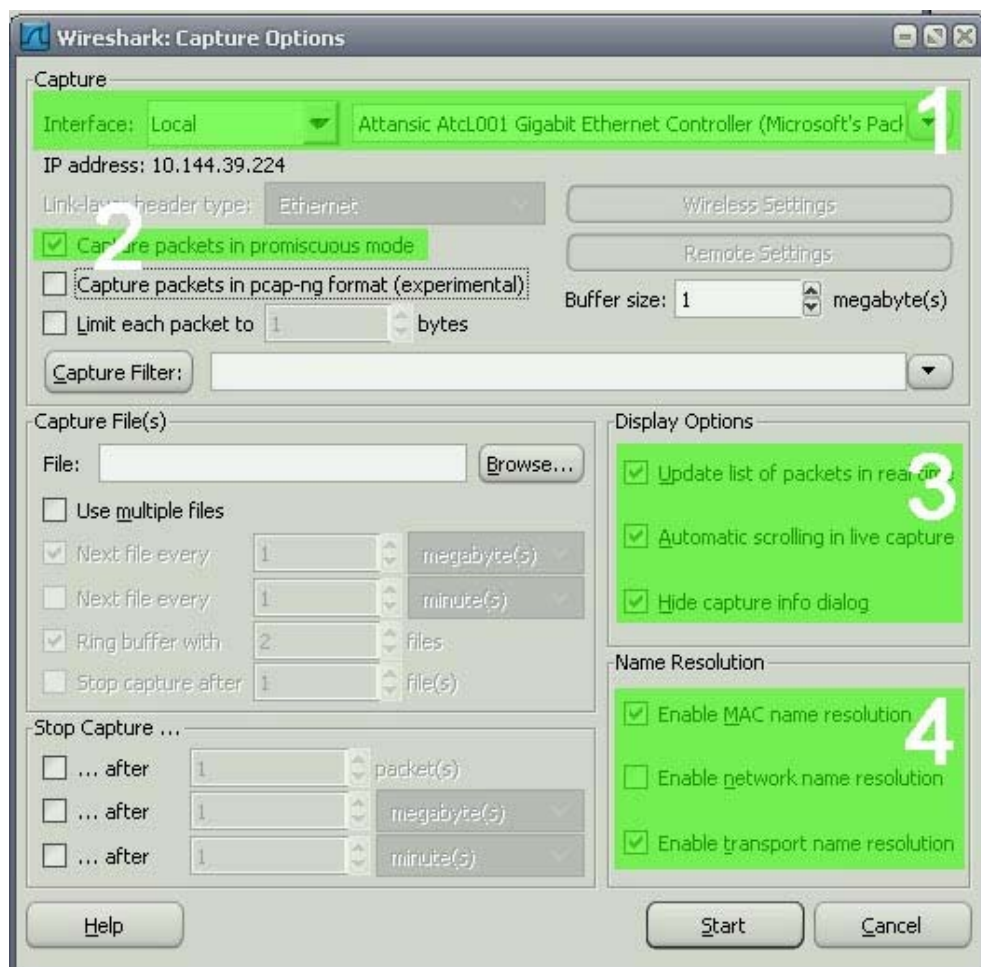 Wireshark: Capture Options
Capture
1
Interface: Local Attansic AtcL001 Gigabit Ethernet Controller (Microsoft's Pack
IP address: 10.144.39.224
Link-layer header type: Ethernet
Wireless Settings
2
Capture packets in promiscuous mode
Remote Settings
Capture packets in pcap-ng format (experimental)
Buffer size: 1 megabyte(s)
Limit each packet to 1 bytes
Capture Filter:
Capture File(s)
File: Browse...
Use multiple files
Next file every 1 megabyte(s)
Next file every 1 minute(s)
Ring buffer with 2 files
Stop capture after 1 file(s)
Stop Capture ...
... after 1 packet(s)
... after 1 megabyte(s)
... after 1 minute(s)
Display Options
3
Update list of packets in real time
Automatic scrolling in live capture
Hide capture info dialog
Name Resolution
4
Enable MAC name resolution
Enable network name resolution
Enable transport name resolution
Help
Start
Cancel